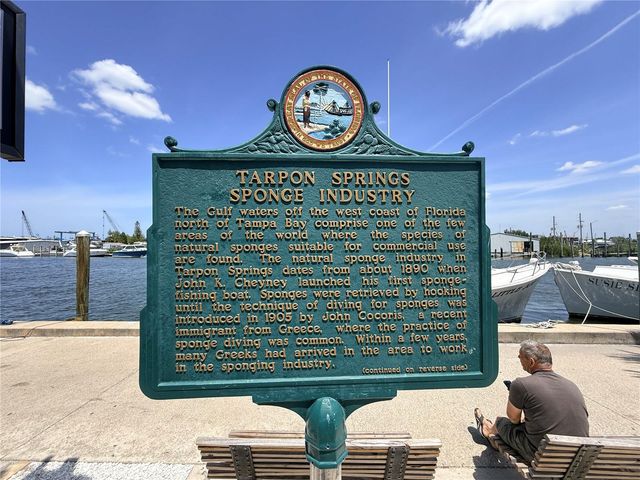 TARPON SPRINGS
SPONGE INDUSTRY
The Gulf waters off the west coast of Florida
north of Tampa Bay comprise one of the few
areas of the world where the species of
natural sponges suitable for commercial use
are found. The natural sponge industry in
Tarpon Springs dates from about 1890 when
John K. Cheyney launched his first sponge-
fishing boat. Sponges were retrieved by hooking
until the technique of diving for sponges was
introduced in 1905 by John Cocoris, a recent
immigrant from Greece, where the practice of
sponge diving was common. Within a few years,
many Greeks had arrived in the area to work
in the sponging industry.
(continued on reverse side)
SUSIE